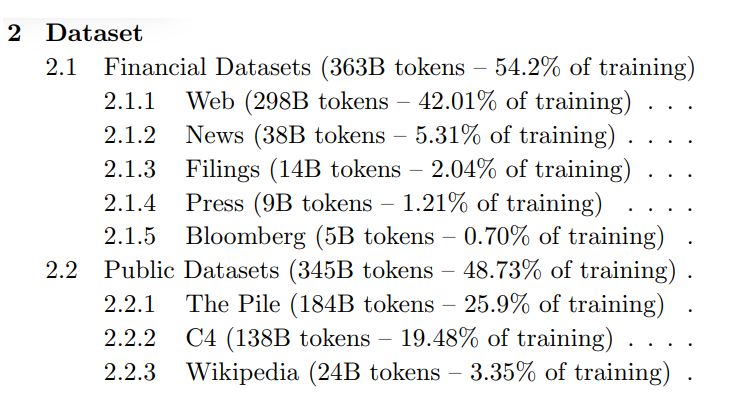 2 Dataset
2.1 Financial Datasets (363B tokens – 54.2% of training)
2.1.1 Web (298B tokens – 42.01% of training) . . .
2.1.2 News (38B tokens – 5.31% of training) . . . .
2.1.3 Filings (14B tokens – 2.04% of training) . . .
2.1.4 Press (9B tokens – 1.21% of training) . . . .
2.1.5 Bloomberg (5B tokens – 0.70% of training) .
2.2 Public Datasets (345B tokens – 48.73% of training) .
2.2.1 The Pile (184B tokens – 25.9% of training) .
2.2.2 C4 (138B tokens – 19.48% of training) . . . .
2.2.3 Wikipedia (24B tokens – 3.35% of training) .